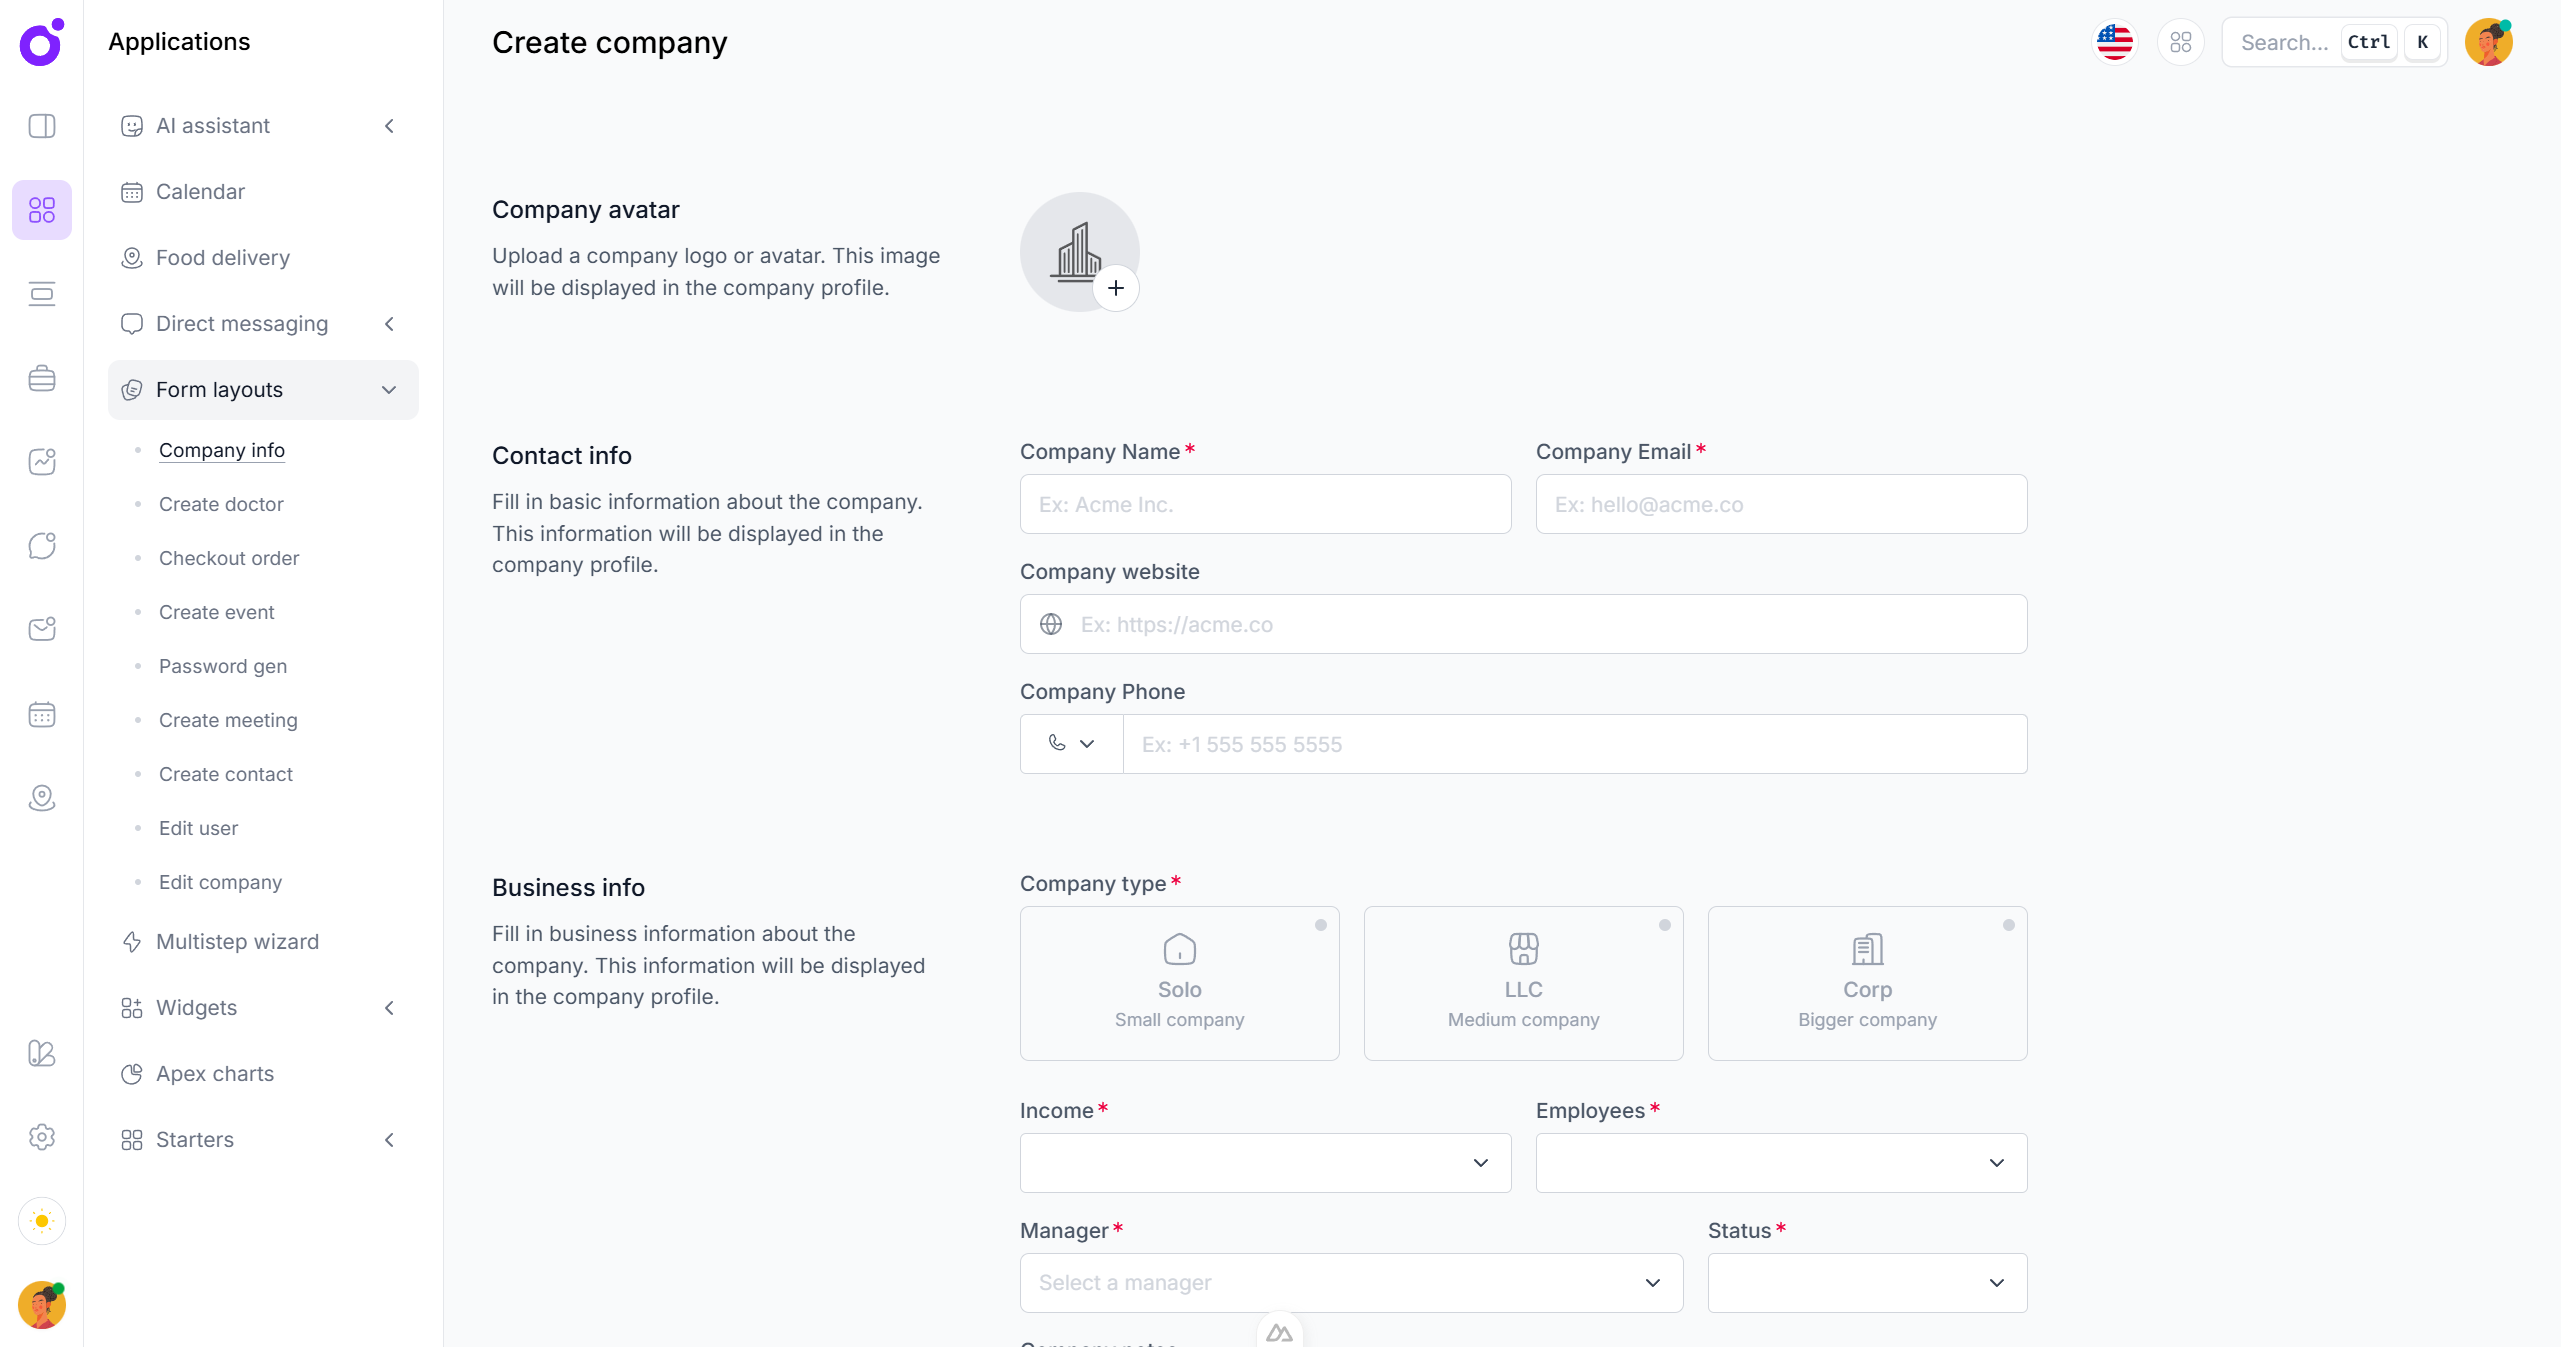 Applications
AI assistant
Calendar
Food delivery
Direct messaging
Form layouts
Company info
Create doctor
Checkout order
Create event
Password gen
Create meeting
Create contact
Edit user
Edit company
Multistep wizard
Widgets
Apex charts
Starters
Create company
Search...
Ctrl
K
Company avatar
Upload a company logo or avatar. This image
will be displayed in the company profile.
Contact info
Fill in basic information about the company.
This information will be displayed in the
company profile.
Company Name*
Ex: Acme Inc.
Company Email*
Ex: hello@acme.co
Company website
Ex: https://acme.co
Company Phone
Ex: +1 555 555 5555
Business info
Fill in business information about the
company. This information will be displayed
in the company profile.
Company type*
Solo
Small company
LLC
Medium company
Corp
Bigger company
Income*
Employees*
Manager*
Select a manager
Status*